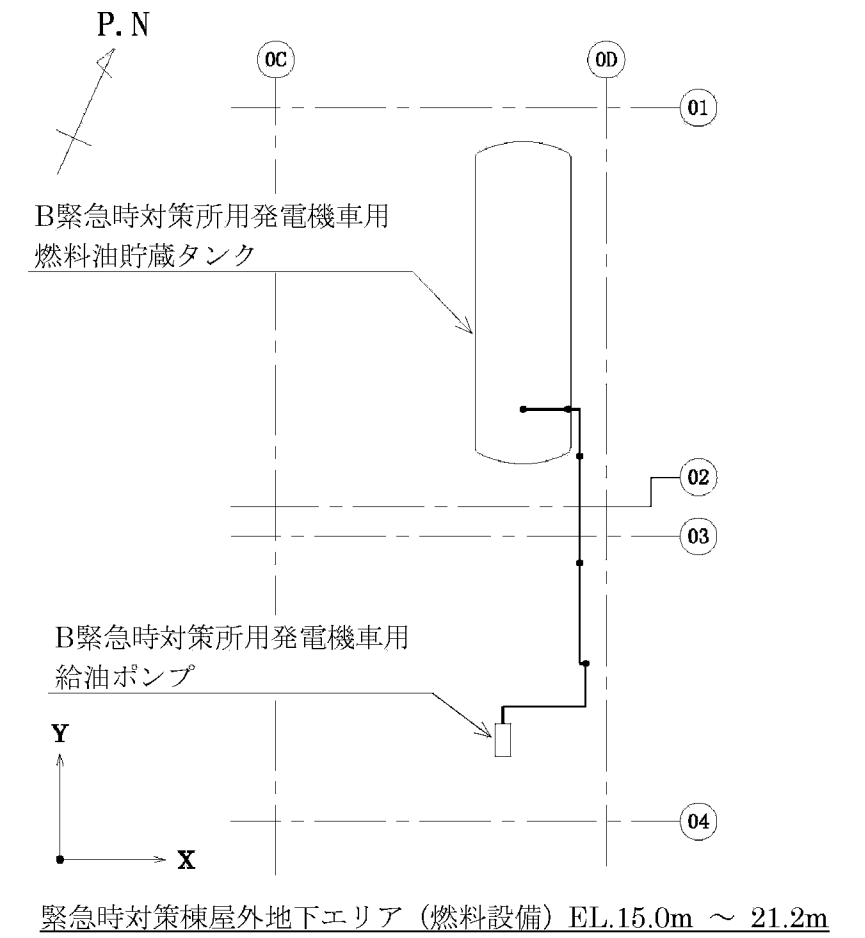 P.N
0C
0D
01
B緊急時対策所用発電機車用
燃料油貯蔵タンク
02
03
B緊急時対策所用発電機車用
給油ポンプ
Y
04
X
緊急時対策棟屋外地下エリア（燃料設備）EL.15.0m ～ 21.2m